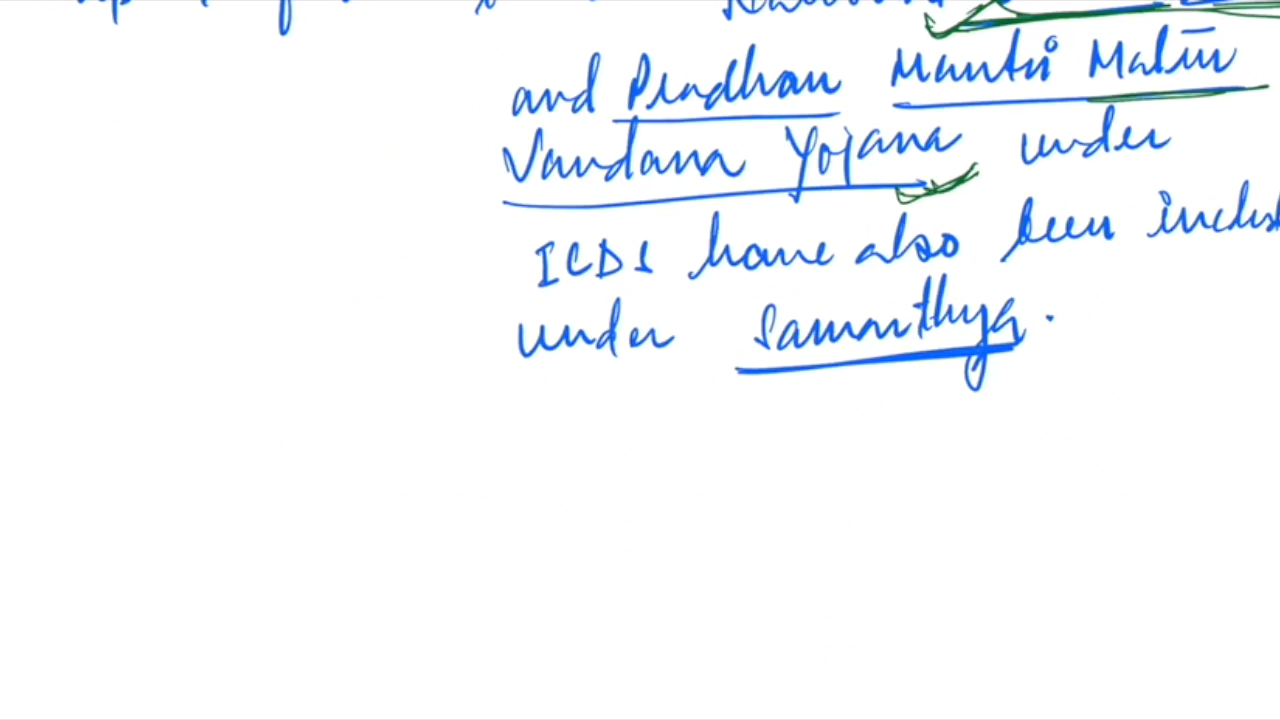 and Pradhan Mantri Matru
Vandana Yojana under
ICDS have also been
under Samarthya.